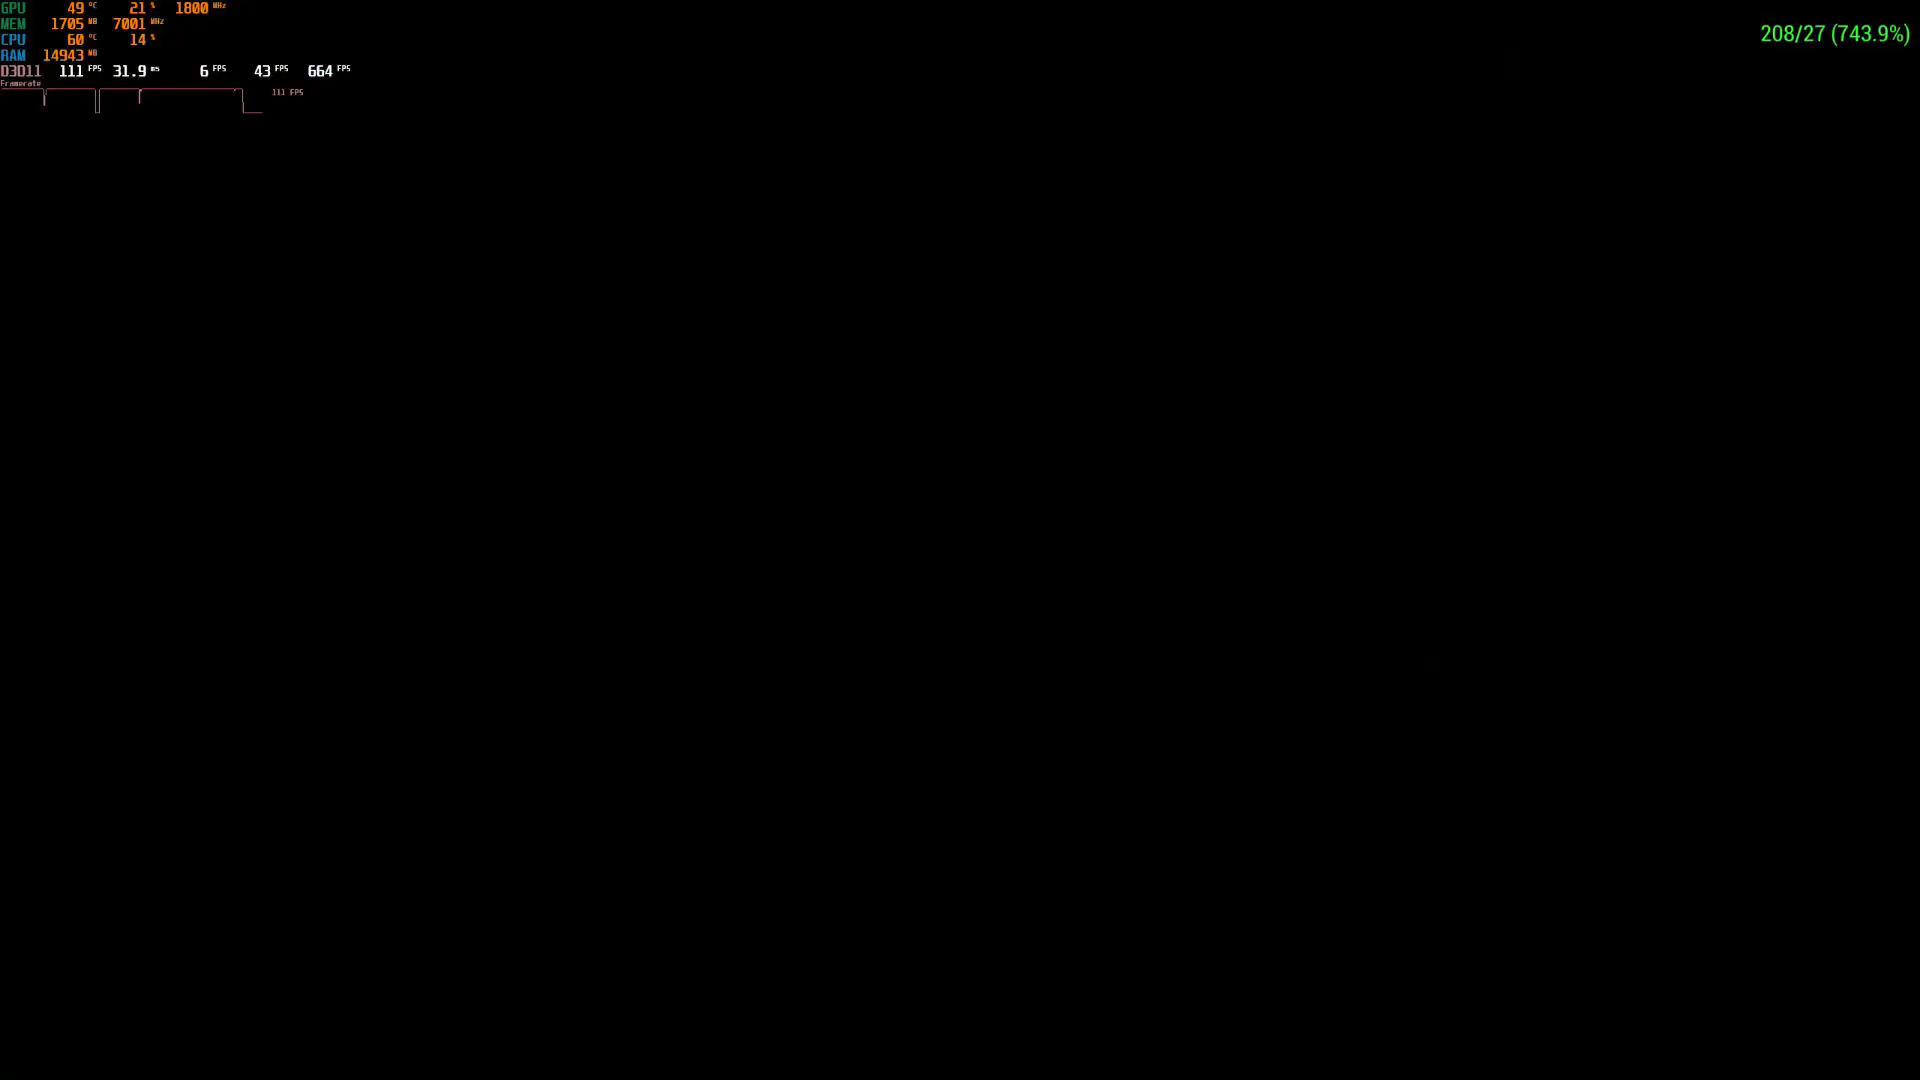 GPU 49 °C 21 % 1800 MHz
MEM 1705 MB 7001 MHz
CPU 60 °C 14 %
RAM 14943 MB
D3D11 111 FPS 31.9 ms 6 FPS 43 FPS 664 FPS
Framerate
111 FPS
208/27 (743.9%)